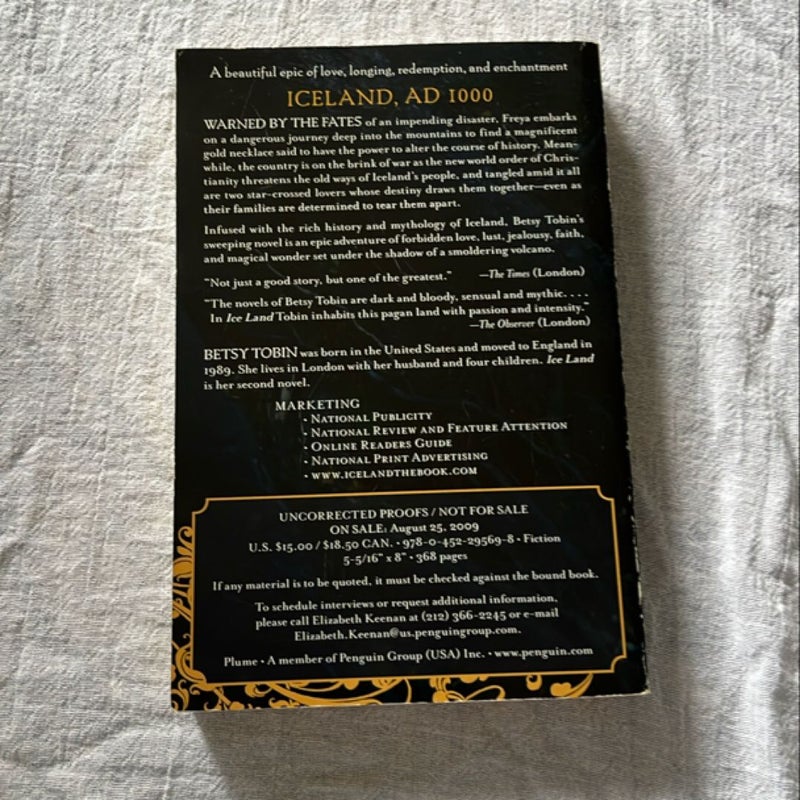 A beautiful epic of love, longing, redemption, and enchantment
ICELAND, AD 1000
WARNED BY THE FATES of an impending disaster, Freya embarks
on a dangerous journey deep into the mountains to find a magnificent
gold necklace said to have the power to alter the course of history. Mean-
while, the country is on the brink of war as the new world order of Chris-
tianity threatens the old ways of Iceland's people, and tangled amid it all
are two star-crossed lovers whose destiny draws them together—even as
their families are determined to tear them apart.
Infused with the rich history and mythology of Iceland, Betsy Tobin's
sweeping novel is an epic adventure of forbidden love, lust, jealousy, faith,
and magical wonder set under the shadow of a smoldering volcano.
"Not just a good story, but one of the greatest." —The Times (London)
"The novels of Betsy Tobin are dark and bloody, sensual and mythic. . . .
In Ice Land Tobin inhabits this pagan land with passion and intensity."
—The Observer (London)
BETSY TOBIN was born in the United States and moved to England in
1989. She lives in London with her husband and four children. Ice Land
is her second novel.
MARKETING
• NATIONAL PUBLICITY
• NATIONAL REVIEW AND FEATURE ATTENTION
• ONLINE READERS GUIDE
• NATIONAL PRINT ADVERTISING
• WWW.ICELANDTHEBOOK.COM
UNCORRECTED PROOFS / NOT FOR SALE
ON SALE: August 25, 2009
U.S. $15.00 / $18.50 CAN. • 978-0-452-29569-8 • Fiction
5-5/16" x 8" • 368 pages
If any material is to be quoted, it must be checked against the bound book.
To schedule interviews or request additional information,
please call Elizabeth Keenan at (212) 366-2245 or e-mail
Elizabeth.Keenan@us.penguingroup.com.
Plume • A member of Penguin Group (USA) Inc. • www.penguin.com